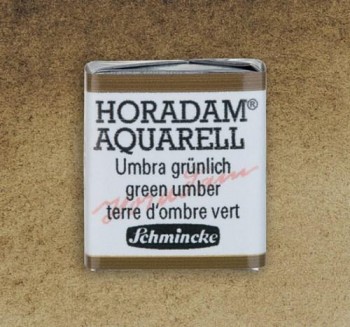 HORADAM®
AQUARELL
Umbra grünlich
green umber
terre d'ombre vert
Schmincke